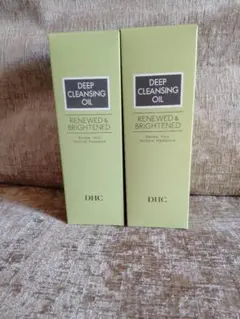 DEEP
CLEANSING
OIL
RENEWED &
BRIGHTENED
DHC
DEEP
CLEANSING
OIL
RENEWED &
BRIGHTENED
DHC